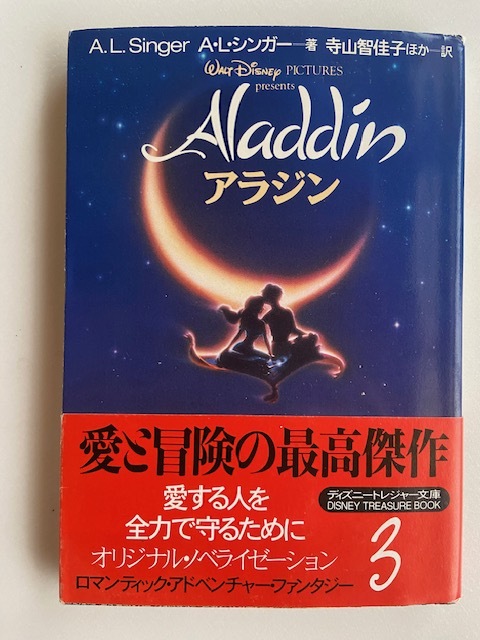 A.L.Singer A・L・シンガー―著 寺山智佳子ほか―訳
WALT DISNEY PICTURES
presents
Aladdin
アラジン
愛と冒険の最高傑作
愛する人を
全力で守るために
オリジナル・ノベライゼーション
ロマンティック・アドベンチャー・ファンタジー
ディズニートレジャー文庫
DISNEY TREASURE BOOK
3